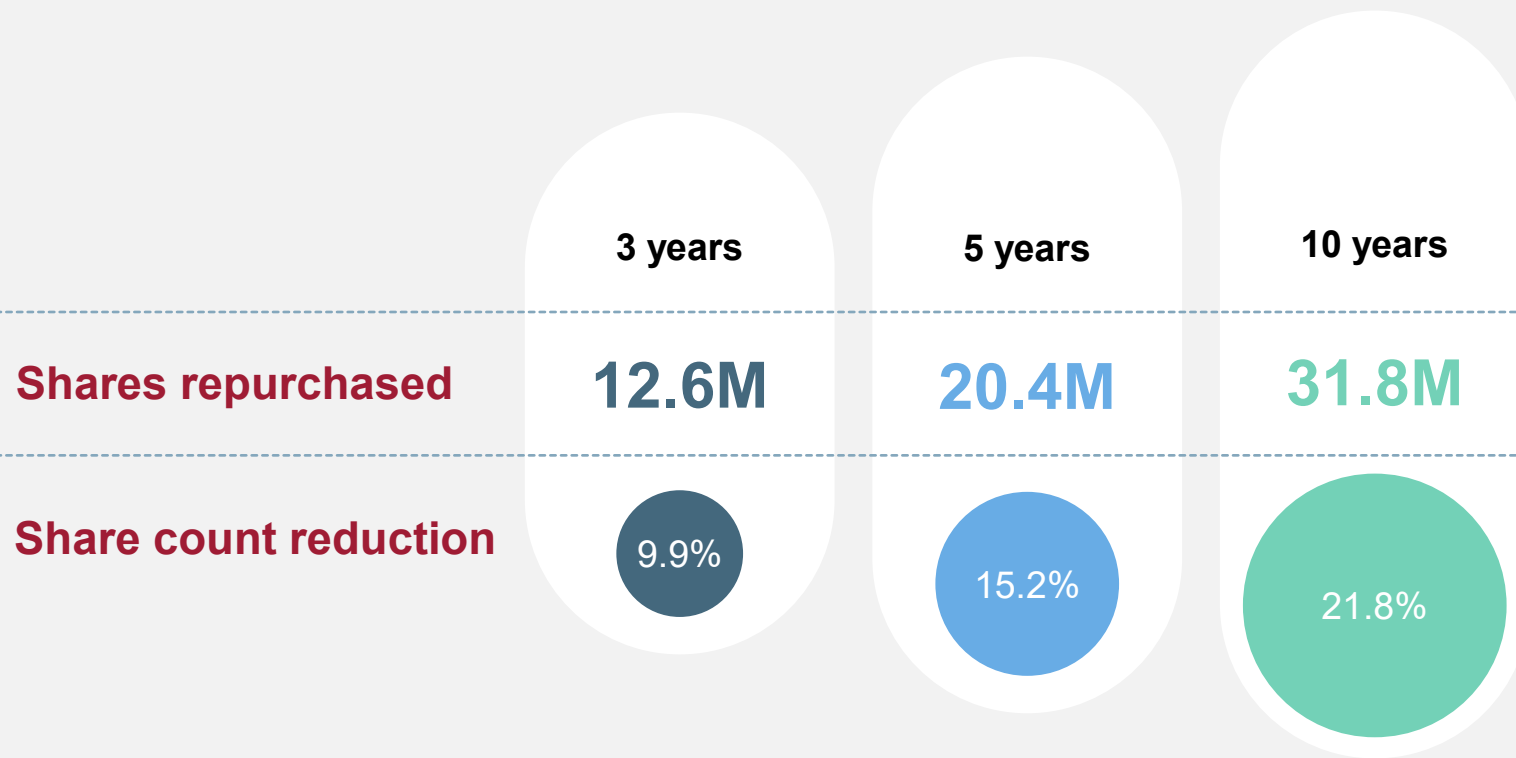 3 years
5 years
10 years
Shares repurchased
12.6M
20.4M
31.8M
Share count reduction
9.9%
15.2%
21.8%